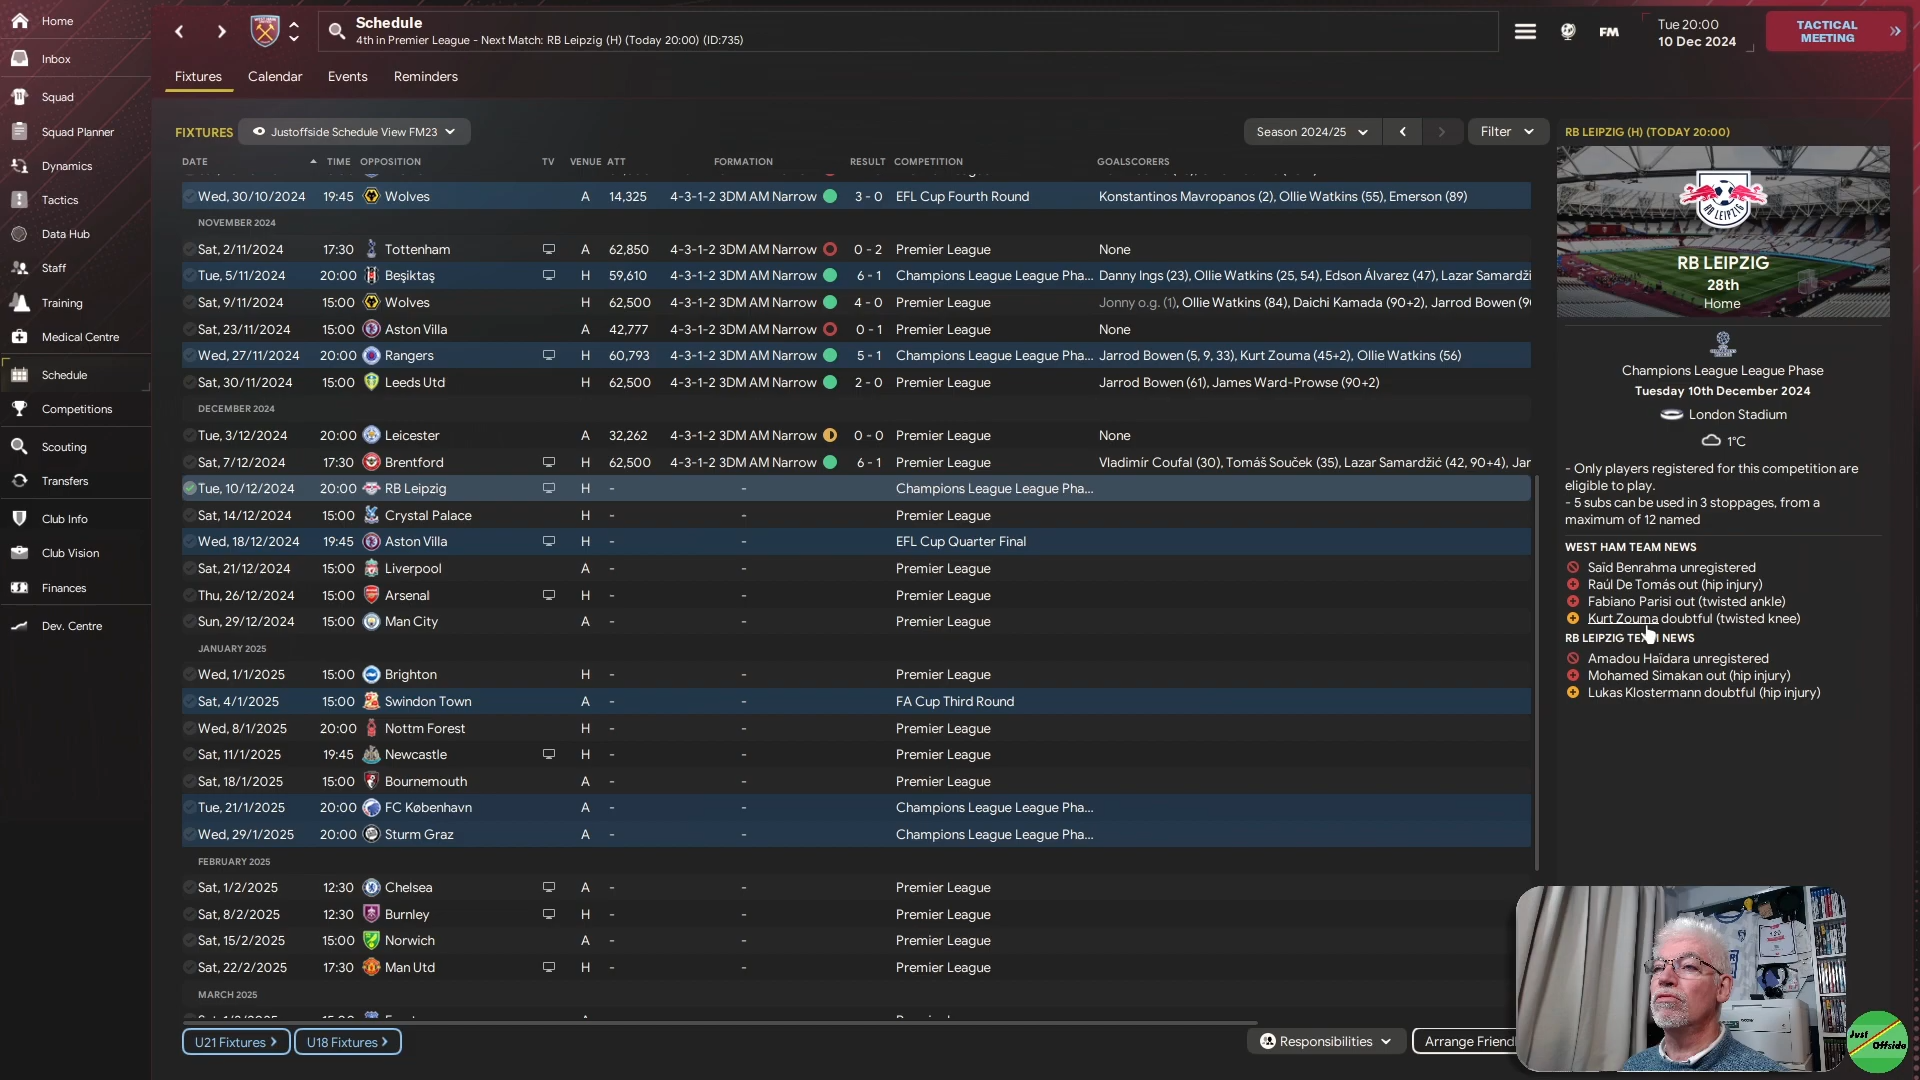 Home
Inbox
Squad
Squad Planner
Dynamics
Tactics
Data Hub
Staff
Training
Medical Centre
Schedule
Competitions
Scouting
Transfers
Club Info
Club Vision
Finances
Dev. Centre
Schedule
4th in Premier League - Next Match: RB Leipzig (H) (Today 20:00) (ID:735)
FM
Tue 20:00
10 Dec 2024
TACTICAL
MEETING
Fixtures Calendar Events Reminders
FIXTURES Justoffside Schedule View FM23 Season 2024/25 Filter
DATE TIME OPPOSITION TV VENUE ATT FORMATION RESULT COMPETITION GOALSCORERS
Wed, 30/10/2024 19:45 Wolves A 14,325 4-3-1-2 3DM AM Narrow 3 - 0 EFL Cup Fourth Round Konstantinos Mavropanos (2), Ollie Watkins (55), Emerson (89)
NOVEMBER 2024
Sat, 2/11/2024 17:30 Tottenham A 62,850 4-3-1-2 3DM AM Narrow 0 - 2 Premier League None
Tue, 5/11/2024 20:00 Beşiktaş H 59,610 4-3-1-2 3DM AM Narrow 6 - 1 Champions League League Pha... Danny Ings (23), Ollie Watkins (25, 54), Edson Álvarez (47), Lazar Samardži
Sat, 9/11/2024 15:00 Wolves H 62,500 4-3-1-2 3DM AM Narrow 4 - 0 Premier League Jonny o.g. (1), Ollie Watkins (84), Daichi Kamada (90+2), Jarrod Bowen (9
Sat, 23/11/2024 15:00 Aston Villa A 42,777 4-3-1-2 3DM AM Narrow 0 - 1 Premier League None
Wed, 27/11/2024 20:00 Rangers H 60,793 4-3-1-2 3DM AM Narrow 5 - 1 Champions League League Pha... Jarrod Bowen (5, 9, 33), Kurt Zouma (45+2), Ollie Watkins (56)
Sat, 30/11/2024 15:00 Leeds Utd H 62,500 4-3-1-2 3DM AM Narrow 2 - 0 Premier League Jarrod Bowen (61), James Ward-Prowse (90+2)
DECEMBER 2024
Tue, 3/12/2024 20:00 Leicester A 32,262 4-3-1-2 3DM AM Narrow 0 - 0 Premier League None
Sat, 7/12/2024 17:30 Brentford H 62,500 4-3-1-2 3DM AM Narrow 6 - 1 Premier League Vladimír Coufal (30), Tomáš Souček (35), Lazar Samardžić (42, 90+4), Jar
Tue, 10/12/2024 20:00 RB Leipzig H - - Champions League League Pha...
Sat, 14/12/2024 15:00 Crystal Palace H - - Premier League
Wed, 18/12/2024 19:45 Aston Villa H - - EFL Cup Quarter Final
Sat, 21/12/2024 15:00 Liverpool A - - Premier League
Thu, 26/12/2024 15:00 Arsenal H - - Premier League
Sun, 29/12/2024 15:00 Man City A - - Premier League
JANUARY 2025
Wed, 1/1/2025 15:00 Brighton H - - Premier League
Sat, 4/1/2025 15:00 Swindon Town A - - FA Cup Third Round
Wed, 8/1/2025 20:00 Nottm Forest H - - Premier League
Sat, 11/1/2025 19:45 Newcastle H - - Premier League
Sat, 18/1/2025 15:00 Bournemouth A - - Premier League
Tue, 21/1/2025 20:00 FC København A - - Champions League League Pha...
Wed, 29/1/2025 20:00 Sturm Graz A - - Champions League League Pha...
FEBRUARY 2025
Sat, 1/2/2025 12:30 Chelsea A - - Premier League
Sat, 8/2/2025 12:30 Burnley H - - Premier League
Sat, 15/2/2025 15:00 Norwich A - - Premier League
Sat, 22/2/2025 17:30 Man Utd H - - Premier League
MARCH 2025
U21 Fixtures U18 Fixtures Responsibilities Arrange Friend
RB LEIPZIG (H) (TODAY 20:00)
RB LEIPZIG
RB LEIPZIG
28th
Home
Champions League League Phase
Tuesday 10th December 2024
London Stadium
1°C
- Only players registered for this competition are
eligible to play.
- 5 subs can be used in 3 stoppages, from a
maximum of 12 named
WEST HAM TEAM NEWS
Saïd Benrahma unregistered
Raúl De Tomás out (hip injury)
Fabiano Parisi out (twisted ankle)
Kurt Zouma doubtful (twisted knee)
RB LEIPZIG TEAM NEWS
Amadou Haïdara unregistered
Mohamed Simakan out (hip injury)
Lukas Klostermann doubtful (hip injury)
Just
Offside